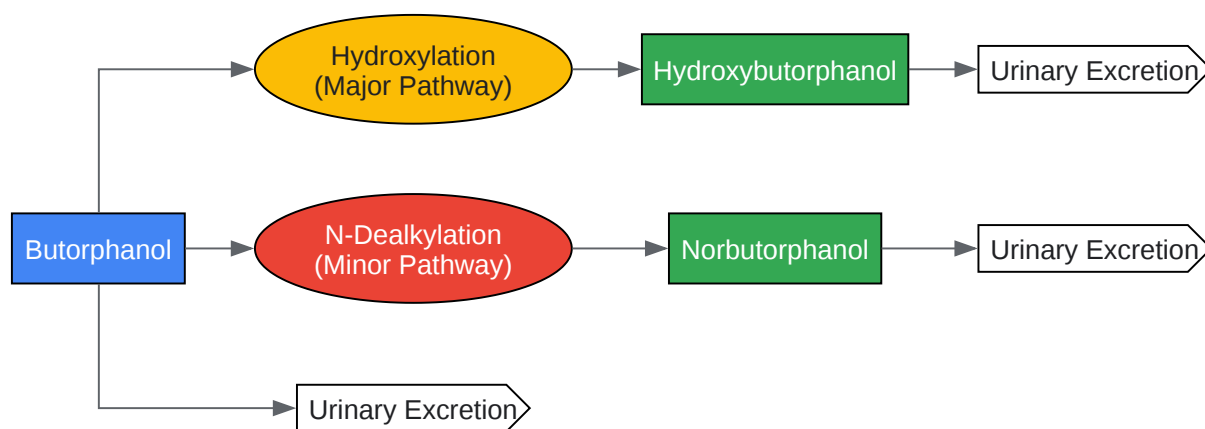 Hydroxylation
(Major Pathway)
Hydroxybutorphanol
Urinary Excretion
Butorphanol
N-Dealkylation
(Minor Pathway)
Norbutorphanol
Urinary Excretion
Urinary Excretion